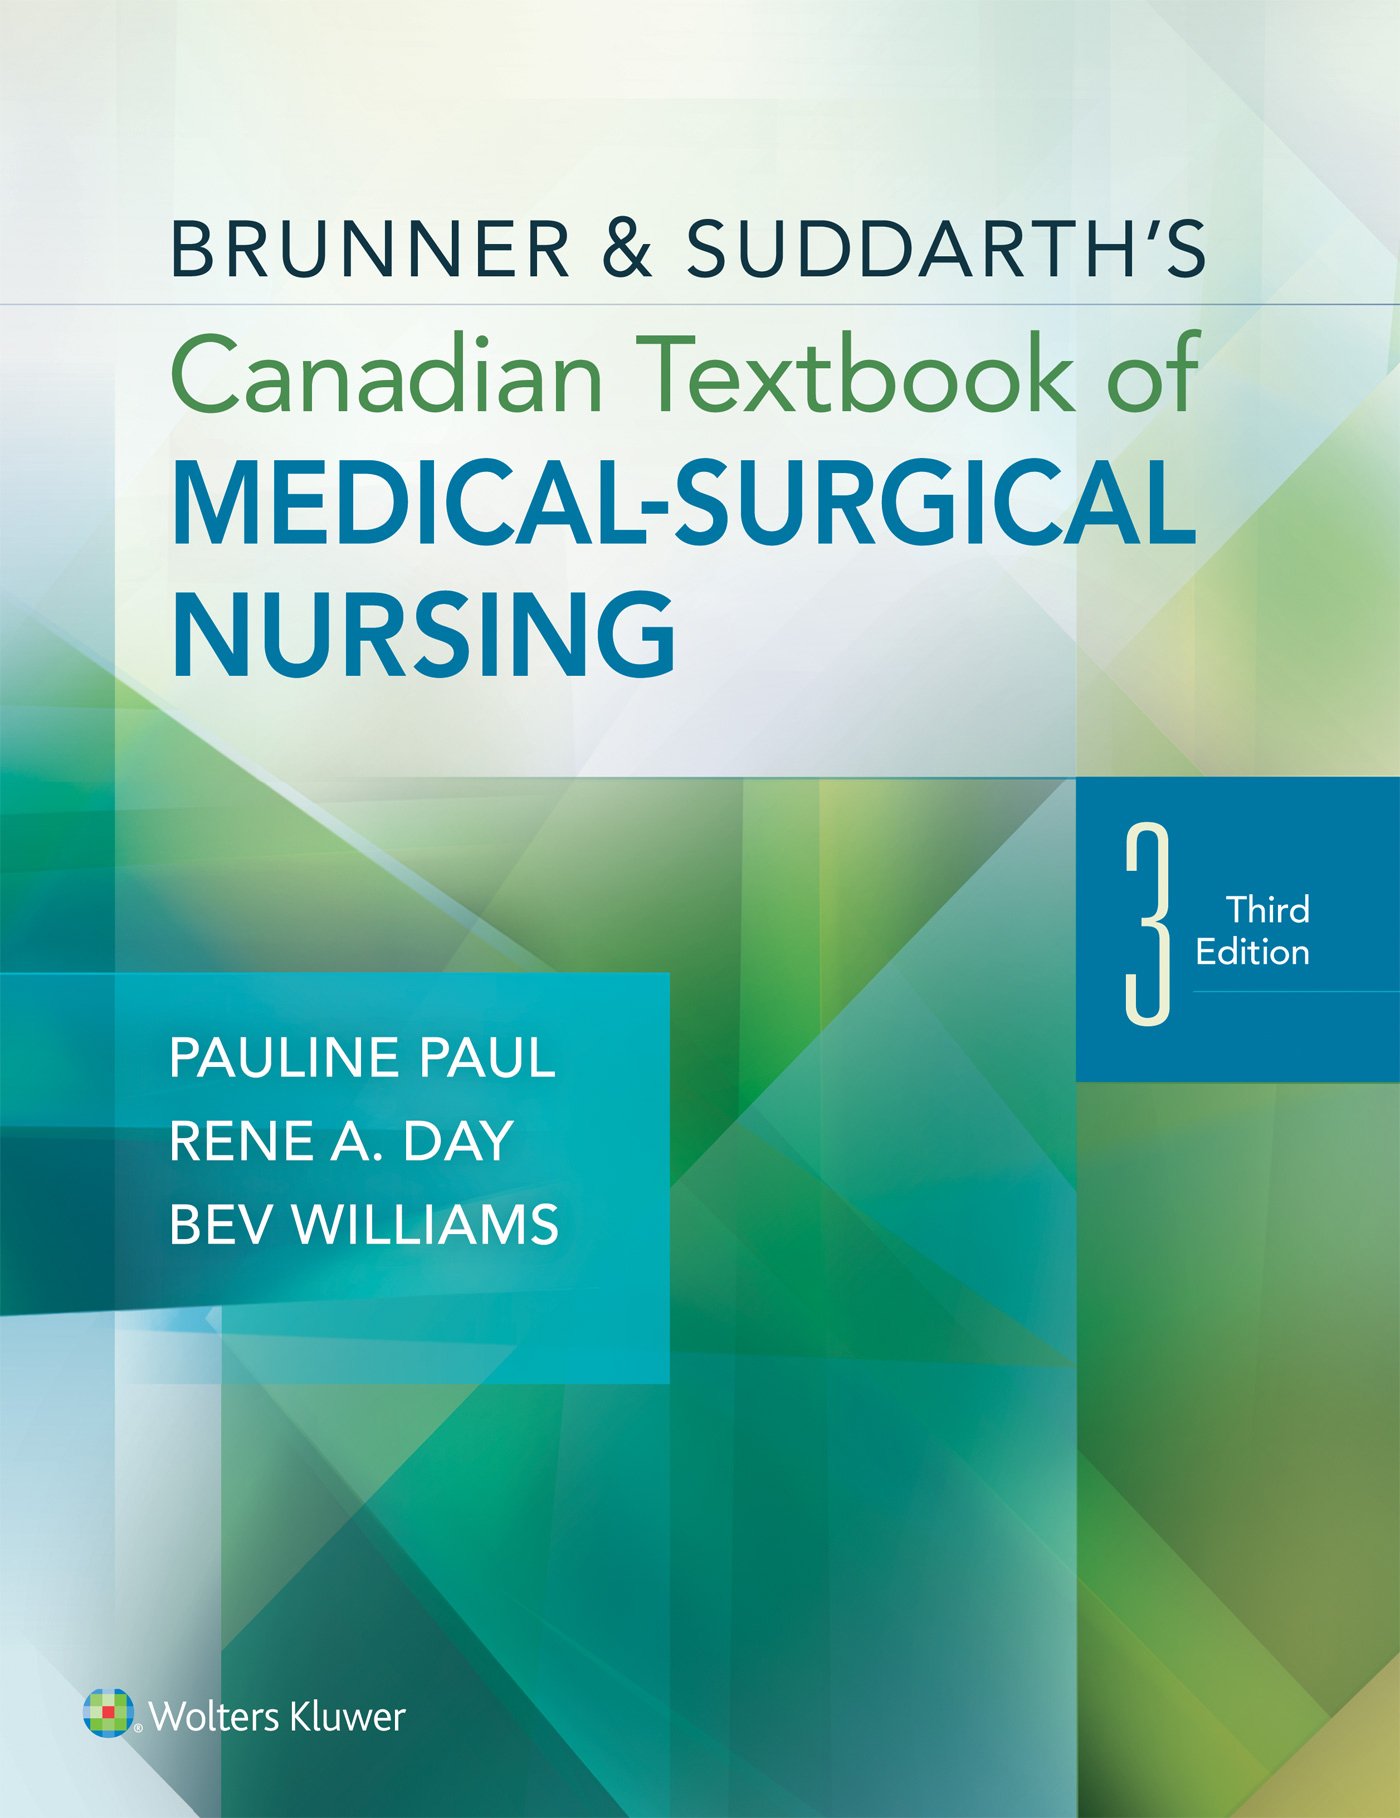 BRUNNER & SUDDARTH'S
Canadian Textbook of
MEDICAL-SURGICAL
NURSING
3
Third
Edition
PAULINE PAUL
RENE A. DAY
BEV WILLIAMS
® Wolters Kluwer